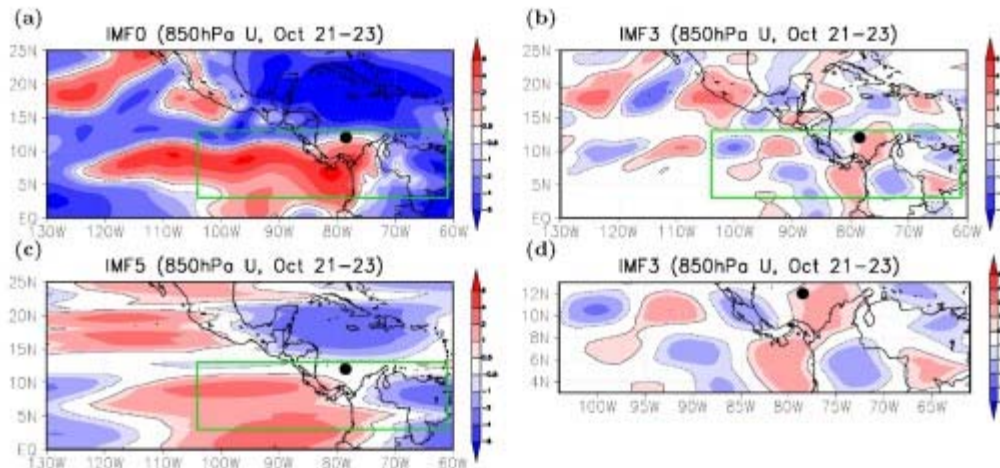 (a)
IMF0 (850hPa U, Oct 21-23)
25N
20N
15N
10N
5N
EQ
130W 120W 110W 100W 90W 80W 70W 60W
(b)
IMF3 (850hPa U, Oct 21-23)
25N
20N
15N
10N
5N
EQ
130W 120W 110W 100W 90W 80W 70W 60W
(c)
IMF5 (850hPa U, Oct 21-23)
25N
20N
15N
10N
5N
EQ
130W 120W 110W 100W 90W 80W 70W 60W
(d)
IMF3 (850hPa U, Oct 21-23)
12N
10N
8N
6N
4N
100W 95W 90W 85W 80W 75W 70W 65W